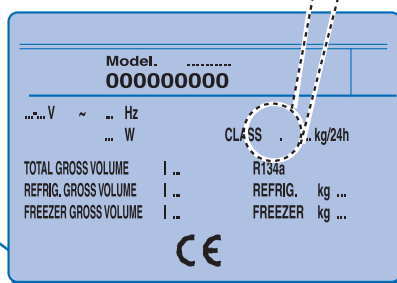 Model. ..........
000000000
...-... V ~ ... Hz
... W CLASS . ... kg/24h
TOTAL GROSS VOLUME l ... R134a
REFRIG. GROSS VOLUME l ... REFRIG. kg ...
FREEZER GROSS VOLUME l ... FREEZER kg ...
CE